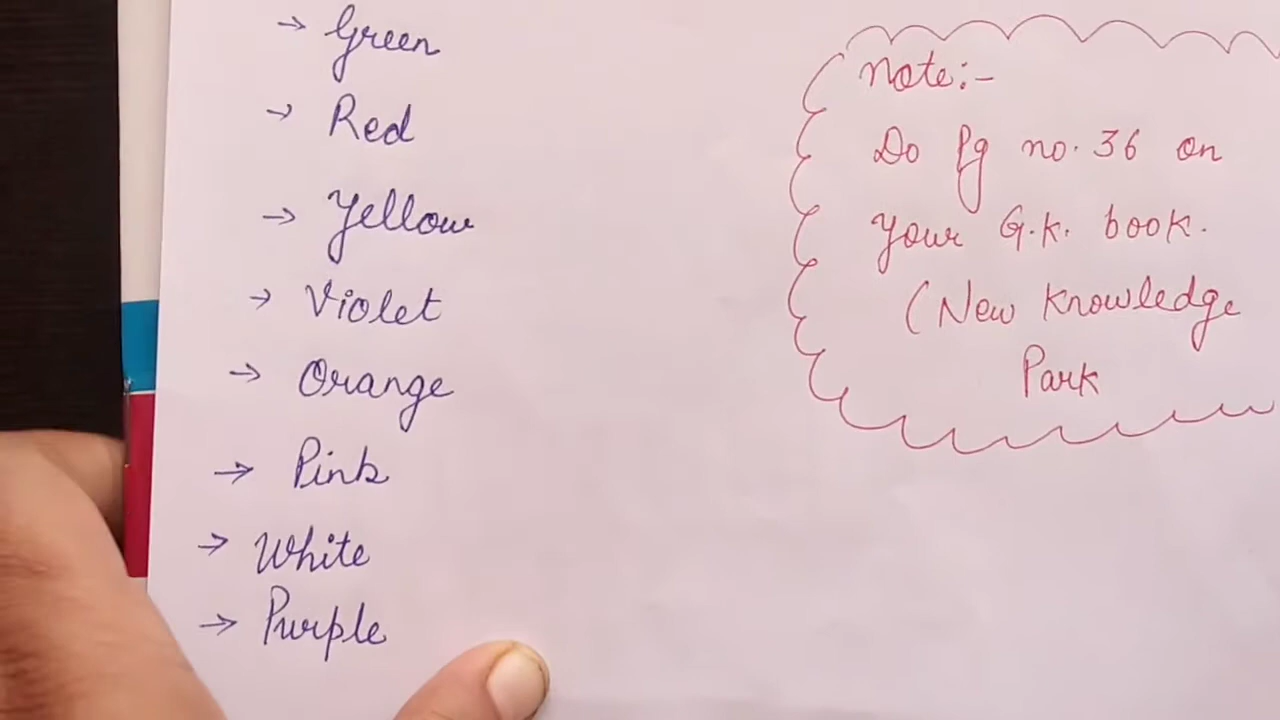 → Green
→ Red
→ Yellow
→ Violet
→ Orange
→ Pink
→ White
→ Purple
Note:-
Do Pg no. 36 on
your G.K. book.
(New Knowledge
Park